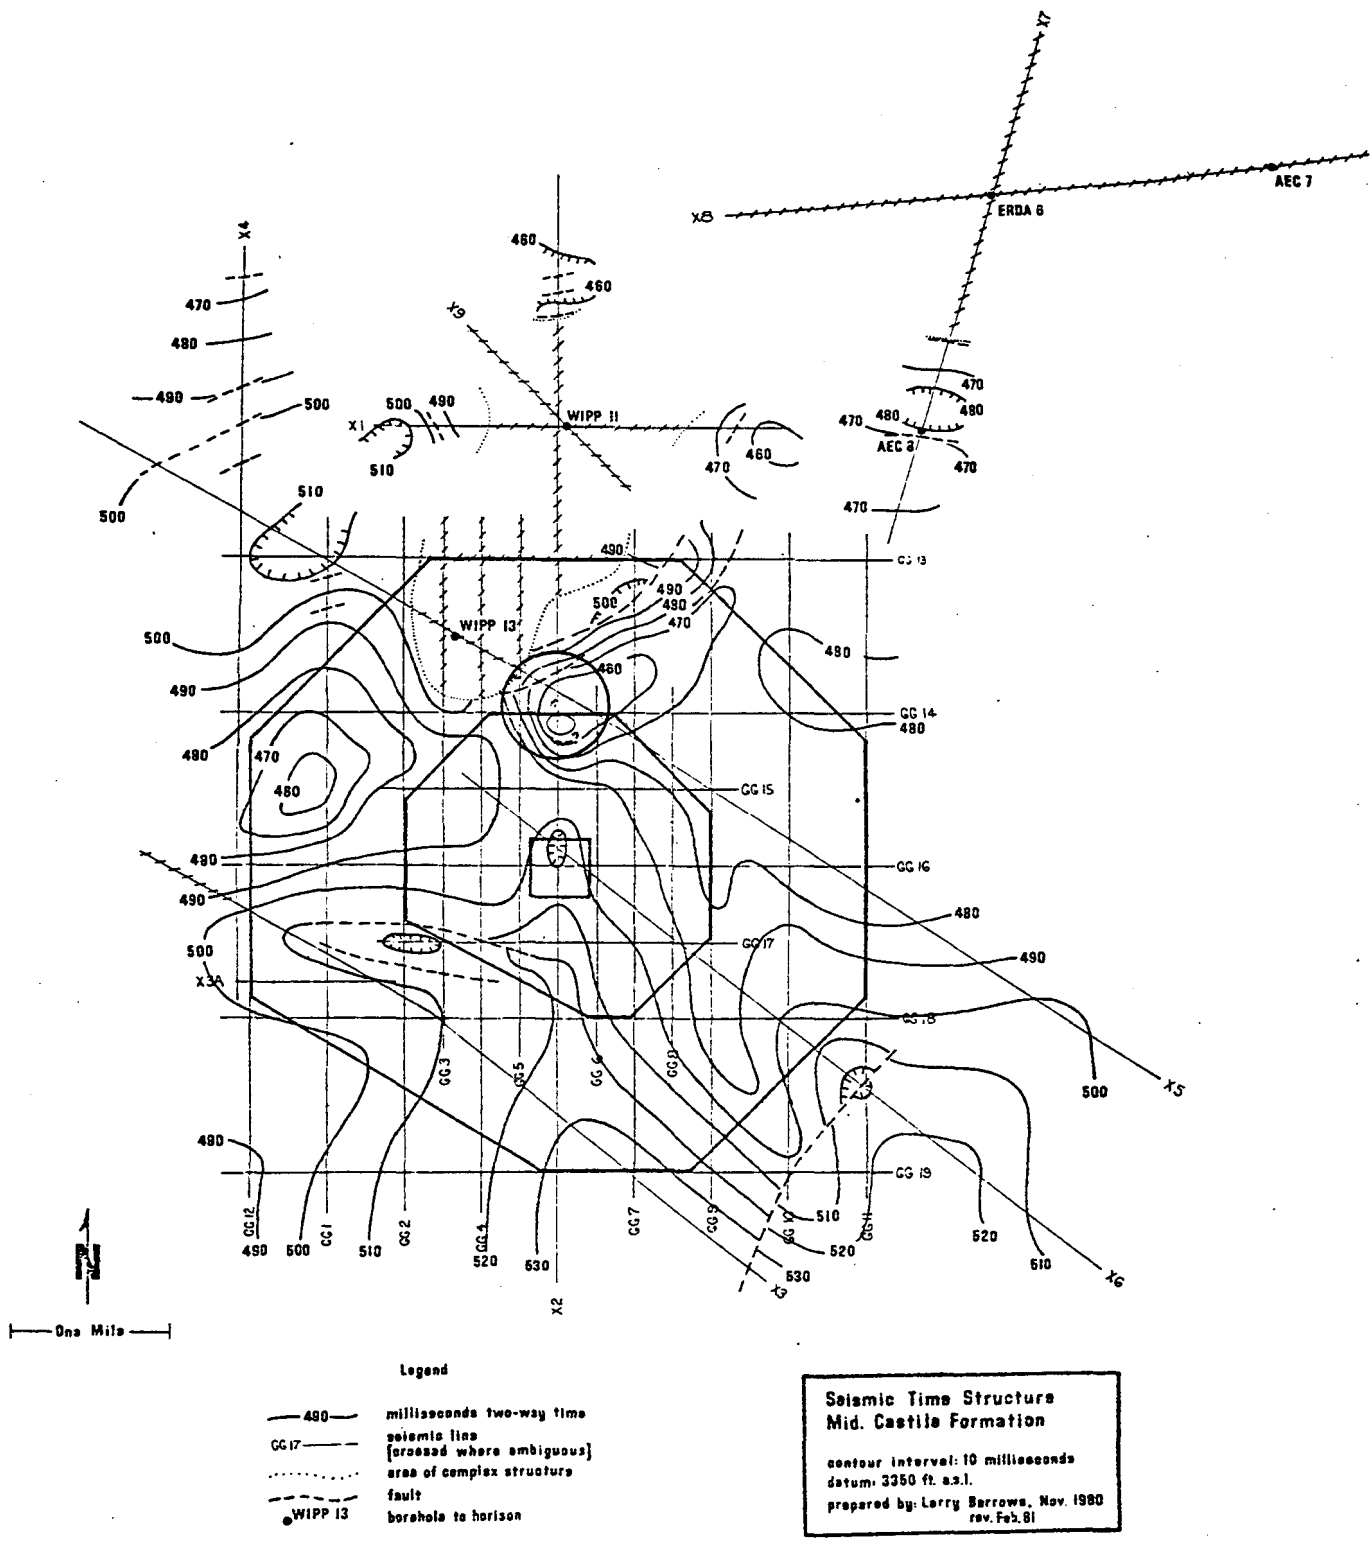 X7
AEC 7
X8
ERDA 6
X4
460
460
470
X9
480
470
490
500
490
500
480
480
470
X1
WIPP 11
AEC 8
510
470
460
470
510
470
500
490
GG 13
490
500
490
470
WIPP 13
500
480
460
490
GG 14
480
480
470
480
GG 15
480
GG 16
490
480
500
GG 17
490
X3A
GG 18
GG 3
GG 5
GG 6
GG 8
500
X5
480
GG 19
GG 12
GG 1
GG 2
GG 4
GG 7
GG 9
GG 10
GG 11
510
490
500
510
520
530
520
520
510
530
X3
X6
X2
N
One Mile
Legend
490
milliseconds two-way time
GG 17
seismic line
[crossed where ambiguous]
area of complex structure
fault
WIPP 13
borehole to horison
Seismic Time Structure
Mid. Castile Formation
contour interval: 10 milliseconds
datum: 3350 ft. a.s.l.
prepared by: Larry Barrows, Nov. 1980
rev. Feb. 81